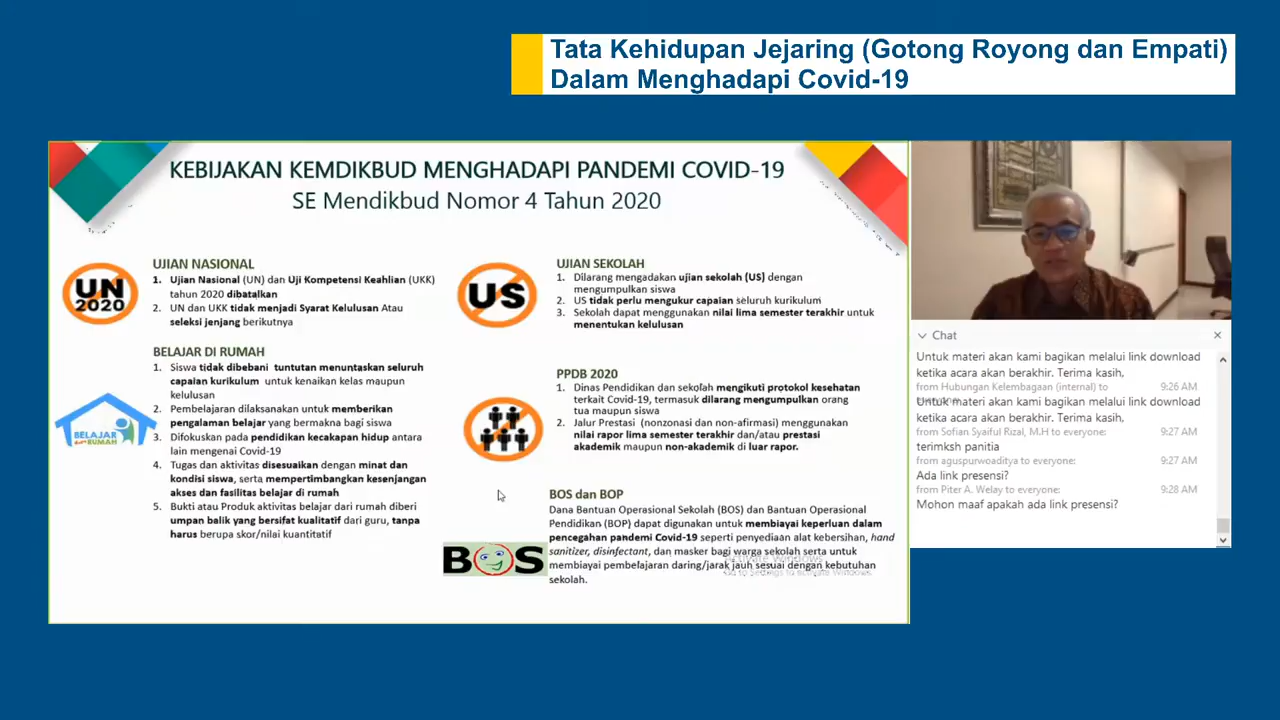 Tata Kehidupan Jejaring (Gotong Royong dan Empati)
Dalam Menghadapi Covid-19
KEBIJAKAN KEMDIKBUD MENGHADAPI PANDEMI COVID-19
SE Mendikbud Nomor 4 Tahun 2020
UN
2020
UJIAN NASIONAL
1. Ujian Nasional (UN) dan Uji Kompetensi Keahlian (UKK)
tahun 2020 dibatalkan
2. UN dan UKK tidak menjadi Syarat Kelulusan Atau
seleksi jenjang berikutnya
BELAJAR
RUMAH
BELAJAR DI RUMAH
1. Siswa tidak dibebani tuntutan menuntaskan seluruh
capaian kurikulum untuk kenaikan kelas maupun
kelulusan
2. Pembelajaran dilaksanakan untuk memberikan
pengalaman belajar yang bermakna bagi siswa
3. Difokuskan pada pendidikan kecakapan hidup antara
lain mengenai Covid-19
4. Tugas dan aktivitas disesuaikan dengan minat dan
kondisi siswa, serta mempertimbangkan kesenjangan
akses dan fasilitas belajar di rumah
5. Bukti atau Produk aktivitas belajar dari rumah diberi
umpan balik yang bersifat kualitatif dari guru, tanpa
harus berupa skor/nilai kuantitatif
US
UJIAN SEKOLAH
1. Dilarang mengadakan ujian sekolah (US) dengan
mengumpulkan siswa
2. US tidak perlu mengukur capaian seluruh kurikulum
3. Sekolah dapat menggunakan nilai lima semester terakhir untuk
menentukan kelulusan
PPDB 2020
1. Dinas Pendidikan dan sekolah mengikuti protokol kesehatan
terkait Covid-19, termasuk dilarang mengumpulkan orang
tua maupun siswa
2. Jalur Prestasi (nonzonasi dan non-afirmasi) menggunakan
nilai rapor lima semester terakhir dan/atau prestasi
akademik maupun non-akademik di luar rapor.
BOS
BOS dan BOP
Dana Bantuan Operasional Sekolah (BOS) dan Bantuan Operasional
Pendidikan (BOP) dapat digunakan untuk membiayai keperluan dalam
pencegahan pandemi Covid-19 seperti penyediaan alat kebersihan, hand
sanitizer, disinfectant, dan masker bagi warga sekolah serta untuk
membiayai pembelajaran daring/jarak jauh sesuai dengan kebutuhan
sekolah.
Activate Windows
Go to Settings to activate Windows.
Chat
Untuk materi akan kami bagikan melalui link download
ketika acara akan berakhir. Terima kasih,
from Hubungan Kelembagaan (internal) to 9:26 AM
Untuk materi akan kami bagikan melalui link download
ketika acara akan berakhir. Terima kasih,
from Sofian Syaiful Rizal, M.H to everyone: 9:27 AM
terimksh panitia
from aguspurwoaditya to everyone: 9:27 AM
Ada link presensi?
from Piter A. Welay to everyone: 9:28 AM
Mohon maaf apakah ada link presensi?